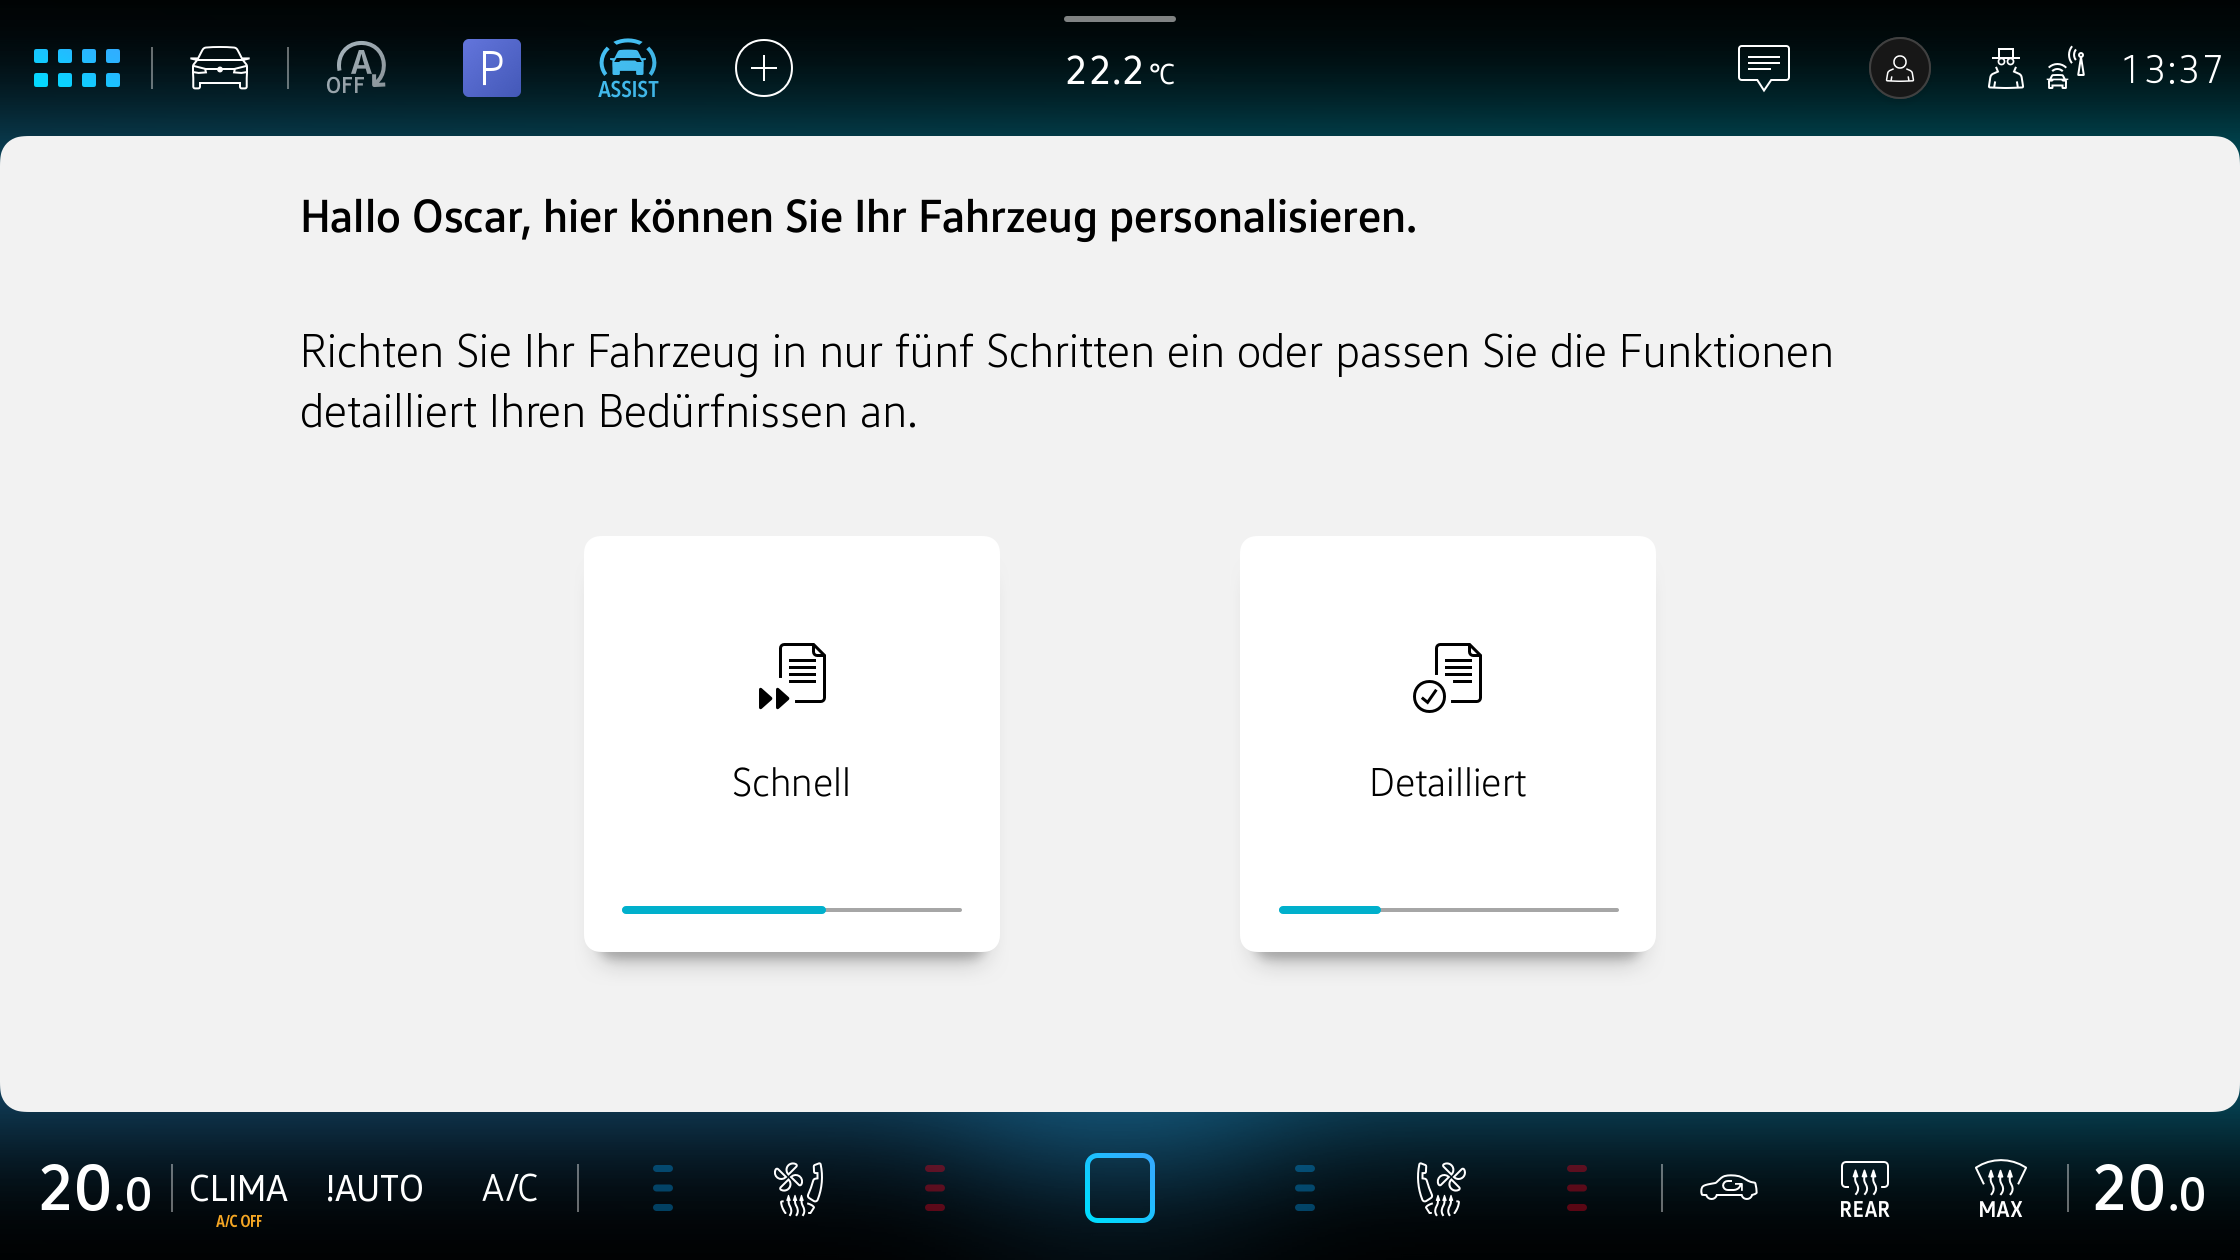 A
OFF
P
ASSIST
22.2 °C
13:37
Hallo Oscar, hier können Sie Ihr Fahrzeug personalisieren.
Richten Sie Ihr Fahrzeug in nur fünf Schritten ein oder passen Sie die Funktionen
detailliert Ihren Bedürfnissen an.
Schnell
Detailliert
20.0
CLIMA
A/C OFF
!AUTO
A/C
REAR
MAX
20.0